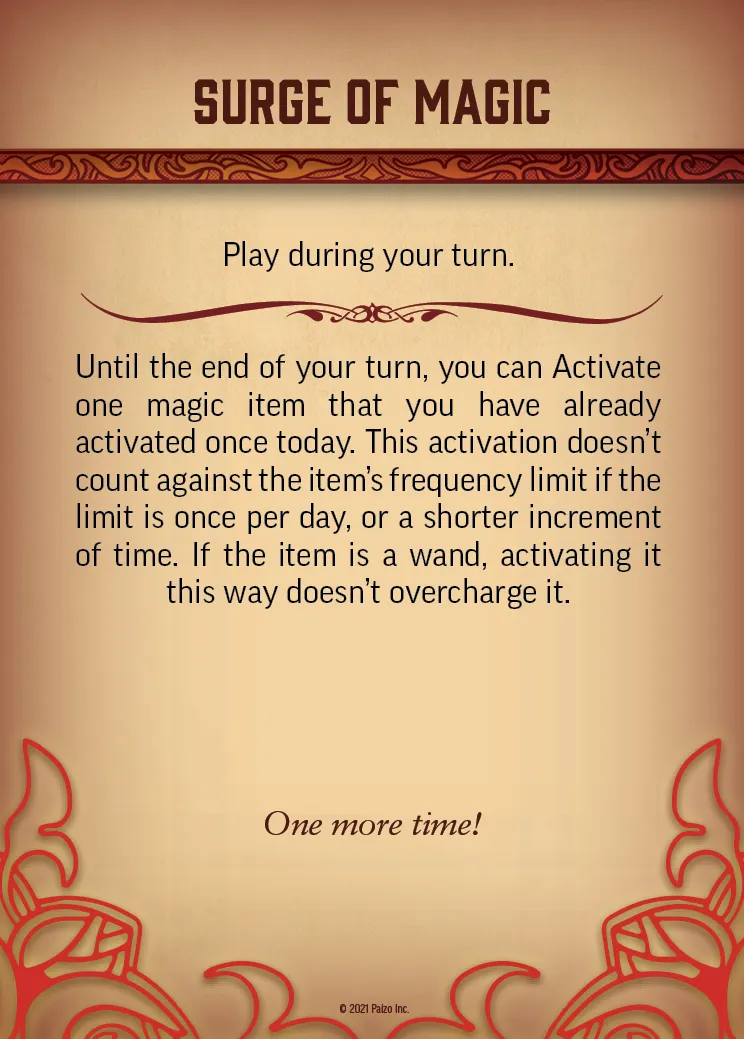 SURGE OF MAGIC
Play during your turn.
Until the end of your turn, you can Activate
one magic item that you have already
activated once today. This activation doesn’t
count against the item’s frequency limit if the
limit is once per day, or a shorter increment
of time. If the item is a wand, activating it
this way doesn’t overcharge it.
One more time!
© 2021 Paizo Inc.